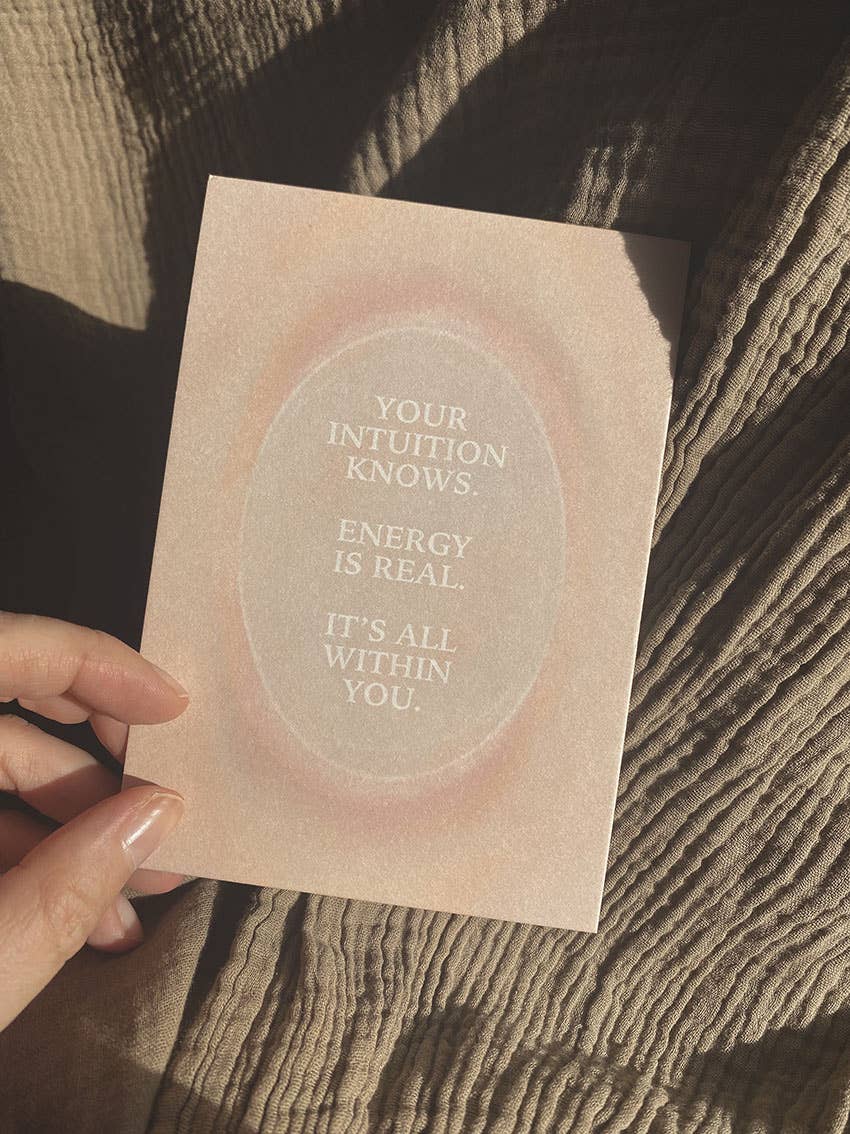 YOUR
INTUITION
KNOWS.
ENERGY
IS REAL.
IT'S ALL
WITHIN
YOU.